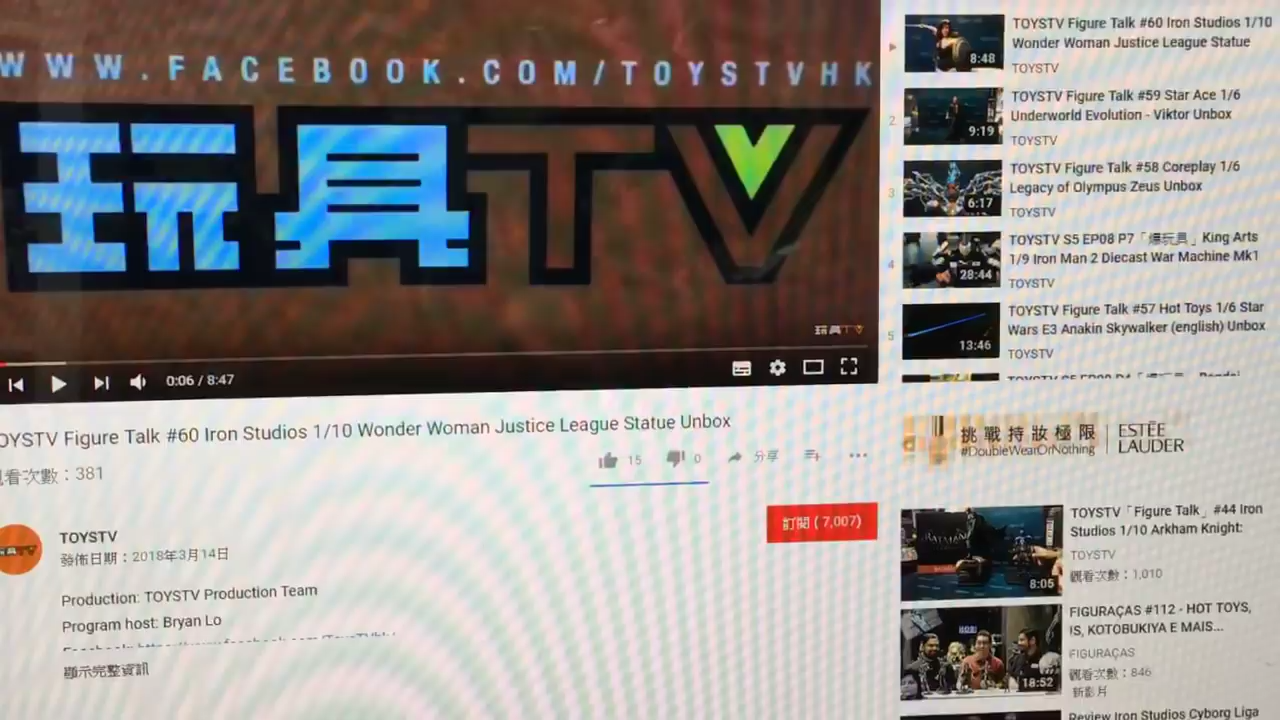 WWW.FACEBOOK.COM/TOYSTVHK
玩具TV
玩具TV
0:06 / 8:47
OYSTV Figure Talk #60 Iron Studios 1/10 Wonder Woman Justice League Statue Unbox
觀看次數：381
15
0
分享
TOYSTV
發佈日期：2018年3月14日
訂閱 ( 7,007)
Production: TOYSTV Production Team
Program host: Bryan Lo
顯示完整資訊
TOYSTV Figure Talk #60 Iron Studios 1/10
Wonder Woman Justice League Statue
TOYSTV
8:48
2
TOYSTV Figure Talk #59 Star Ace 1/6
Underworld Evolution - Viktor Unbox
TOYSTV
9:19
3
TOYSTV Figure Talk #58 Coreplay 1/6
Legacy of Olympus Zeus Unbox
TOYSTV
6:17
4
TOYSTV S5 EP08 P7「爆玩具」King Arts
1/9 Iron Man 2 Diecast War Machine Mk1
TOYSTV
28:44
5
TOYSTV Figure Talk #57 Hot Toys 1/6 Star
Wars E3 Anakin Skywalker (english) Unbox
TOYSTV
13:46
挑戰持妝極限
#DoubleWearOrNothing
ESTĒE
LAUDER
TOYSTV「Figure Talk」#44 Iron
Studios 1/10 Arkham Knight:
TOYSTV
觀看次數：1,010
BATMAN
8:05
FIGURAÇAS #112 - HOT TOYS,
IS, KOTOBUKIYA E MAIS...
FIGURAÇAS
觀看次數：846
新影片
18:52
Review Iron Studios Cyborg Liga